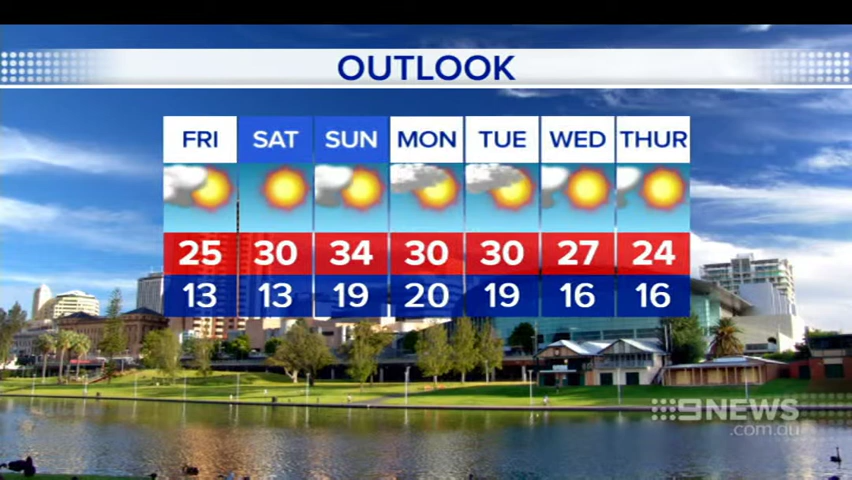 OUTLOOK
FRI SAT SUN MON TUE WED THUR
25 30 34 30 30 27 24
13 13 19 20 19 16 16
9NEWS
.com.au